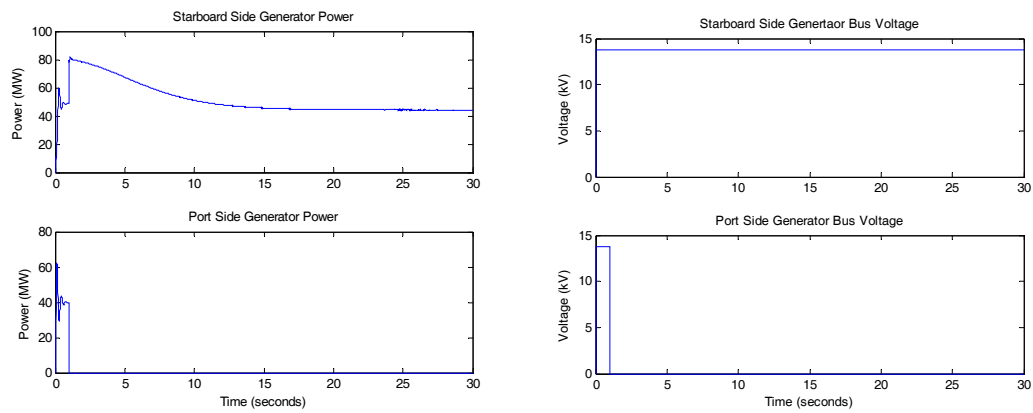 Starboard Side Generator Power
Power (MW)
100
80
60
40
20
0
0 5 10 15 20 25 30
Starboard Side Genertaor Bus Voltage
Voltage (kV)
15
10
5
0
0 5 10 15 20 25 30
Port Side Generator Power
Power (MW)
80
60
40
20
0
0 5 10 15 20 25 30
Time (seconds)
Port Side Generator Bus Voltage
Voltage (kV)
15
10
5
0
0 5 10 15 20 25 30
Time (seconds)